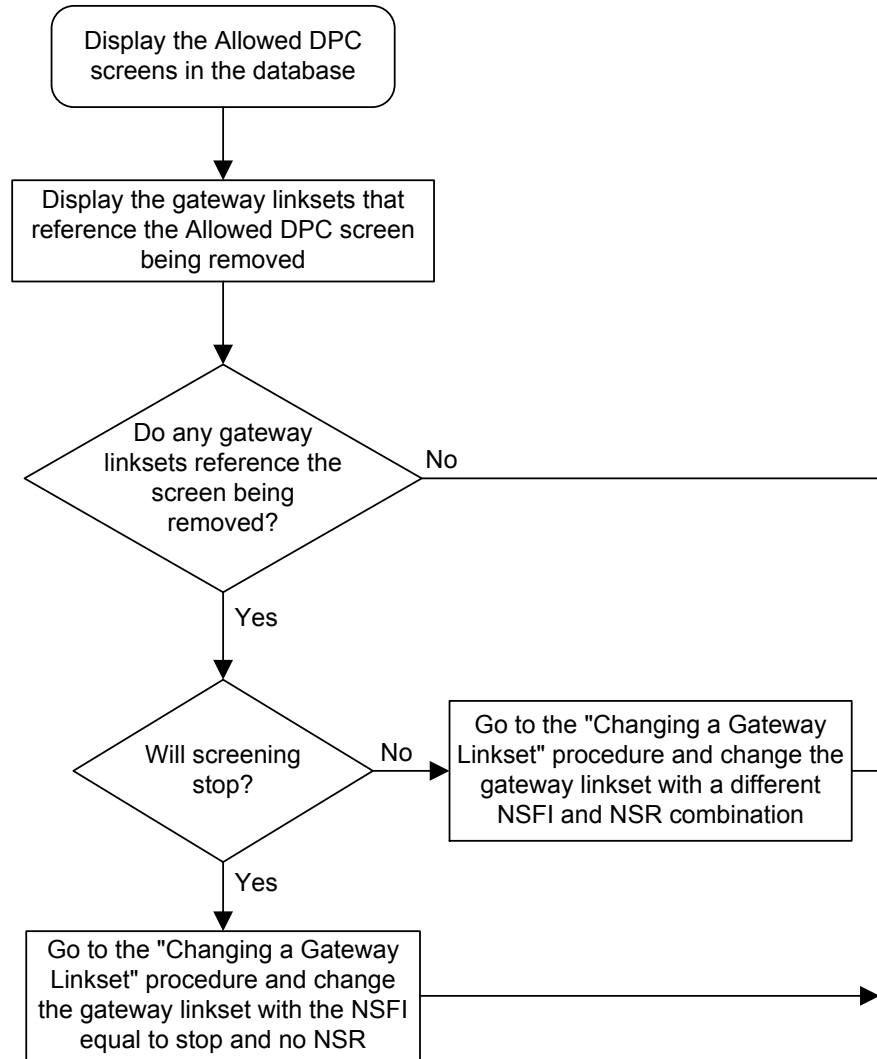 Display the Allowed DPC
screens in the database
Display the gateway linksets that
reference the Allowed DPC screen
being removed
Do any gateway
linksets reference the
screen being
removed?
No
Yes
Will screening
stop?
No
Go to the "Changing a Gateway
Linkset" procedure and change the
gateway linkset with a different
NSFI and NSR combination
Yes
Go to the "Changing a Gateway
Linkset" procedure and change
the gateway linkset with the NSFI
equal to stop and no NSR